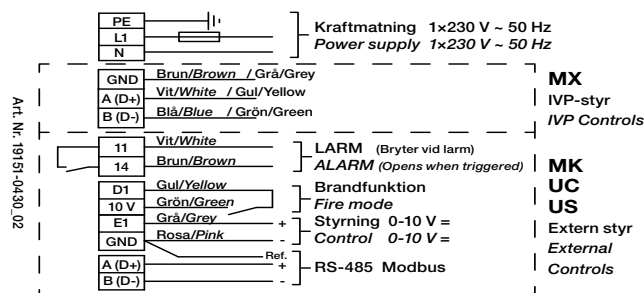 PE
L1
N
Kraftmatning 1×230 V ~ 50 Hz
Power supply 1×230 V ~ 50 Hz
GND Brun/Brown / Grå/Grey
A (D+) Vit/White / Gul/Yellow
B (D-) Blå/Blue / Grön/Green
MX
IVP-styr
IVP Controls
Art. Nr. 19151-0430_02
11 Vit/White
14 Brun/Brown
LARM (Bryter vid larm)
ALARM (Opens when triggered)
D1 Gul/Yellow
10 V Grön/Green
Brandfunktion
Fire mode
E1 Grå/Grey +
GND Rosa/Pink -
Styrning 0-10 V =
Control 0-10 V =
Ref.
A (D+) +
B (D-) -
RS-485 Modbus
MK
UC
US
Extern styr
External
Controls